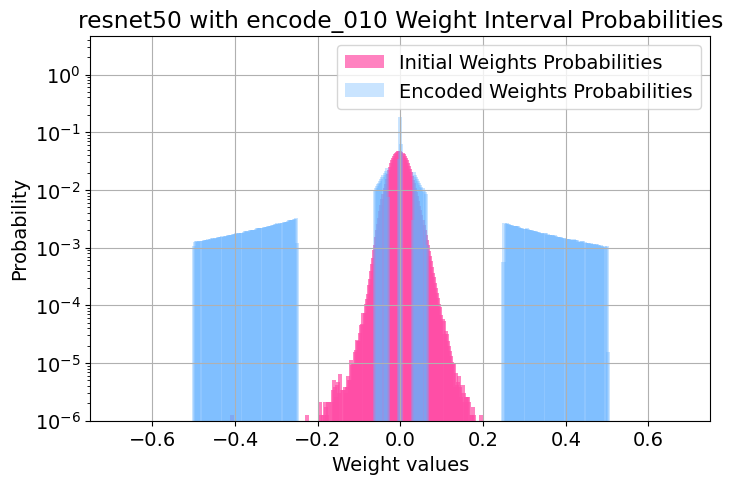 resnet50 with encode_010 Weight Interval Probabilities
Initial Weights Probabilities
Encoded Weights Probabilities
Probability
10⁰
10⁻¹
10⁻²
10⁻³
10⁻⁴
10⁻⁵
10⁻⁶
−0.6 −0.4 −0.2 0.0 0.2 0.4 0.6
Weight values